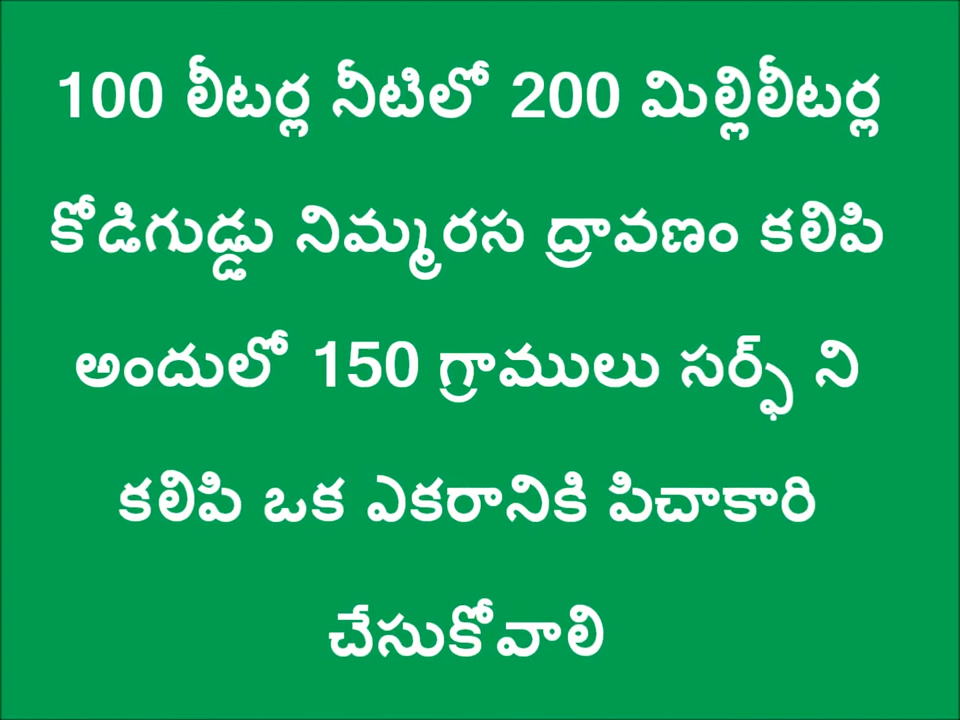 100 లీటర్ల నీటిలో 200 మిల్లిలీటర్ల
కోడిగుడ్డు నిమ్మరస ద్రావణం కలిపి
అందులో 150 గ్రాములు సర్ఫ్ ని
కలిపి ఒక ఎకరానికి పిచాకారి
చేసుకోవాలి